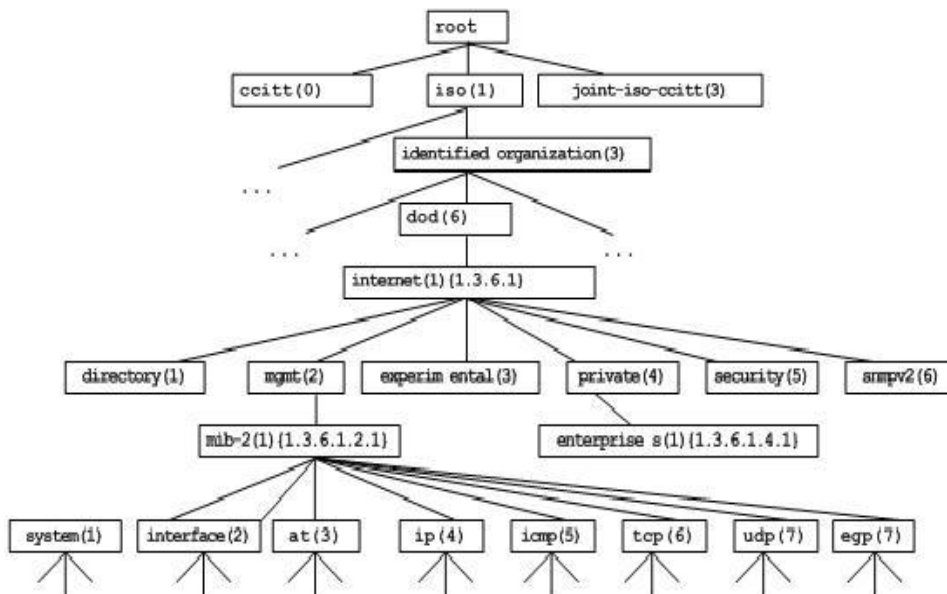 root
ccitt(0) iso(1) joint-iso-ccitt(3)
identified organization(3)
...
dod(6)
... ...
internet(1){1.3.6.1}
directory(1) mgmt(2) experim ental(3) private(4) security(5) snmpv2(6)
mib-2(1){1.3.6.1.2.1} enterprise s(1){1.3.6.1.4.1}
system(1) interface(2) at(3) ip(4) icmp(5) tcp(6) udp(7) egp(7)